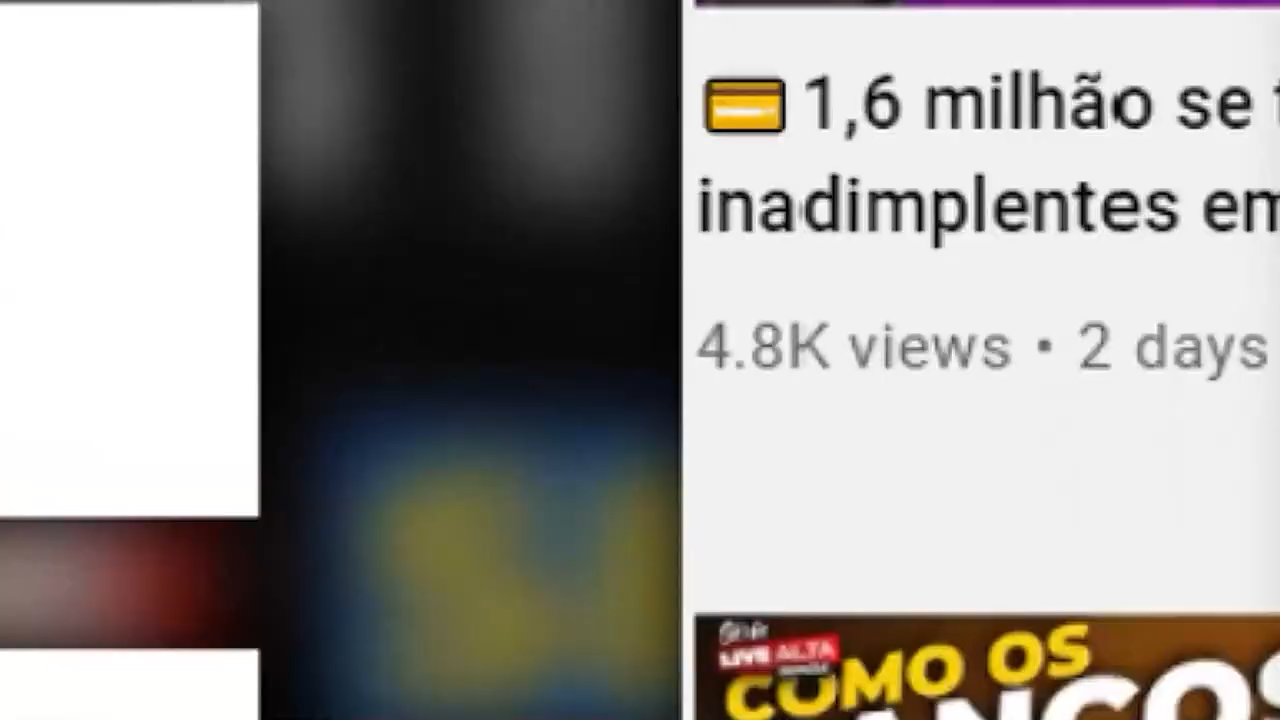 1,6 milhão se
inadimplentes em
4.8K views • 2 days
LIVE ALTA
COMO OS